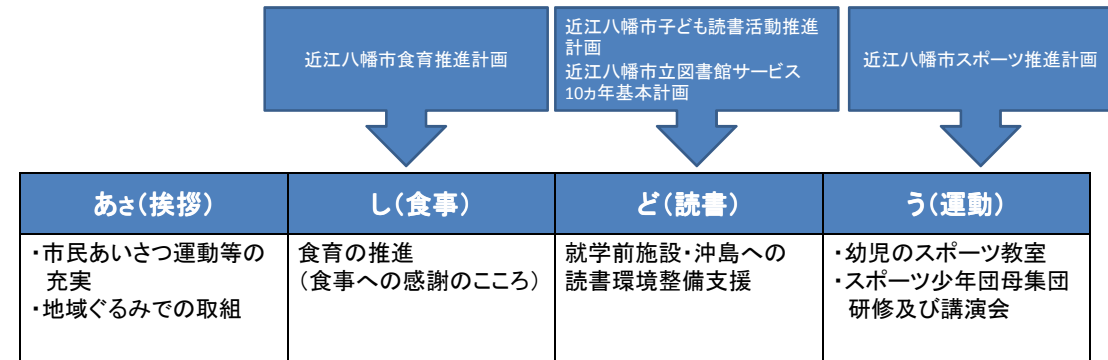 近江八幡市食育推進計画
近江八幡市子ども読書活動推進
計画
近江八幡市立図書館サービス
10ヵ年基本計画
近江八幡市スポーツ推進計画
あさ(挨拶)
し(食事)
ど(読書)
う(運動)
・市民あいさつ運動等の
充実
・地域ぐるみでの取組
食育の推進
(食事への感謝のこころ)
就学前施設・沖島への
読書環境整備支援
・幼児のスポーツ教室
・スポーツ少年団母集団
研修及び講演会